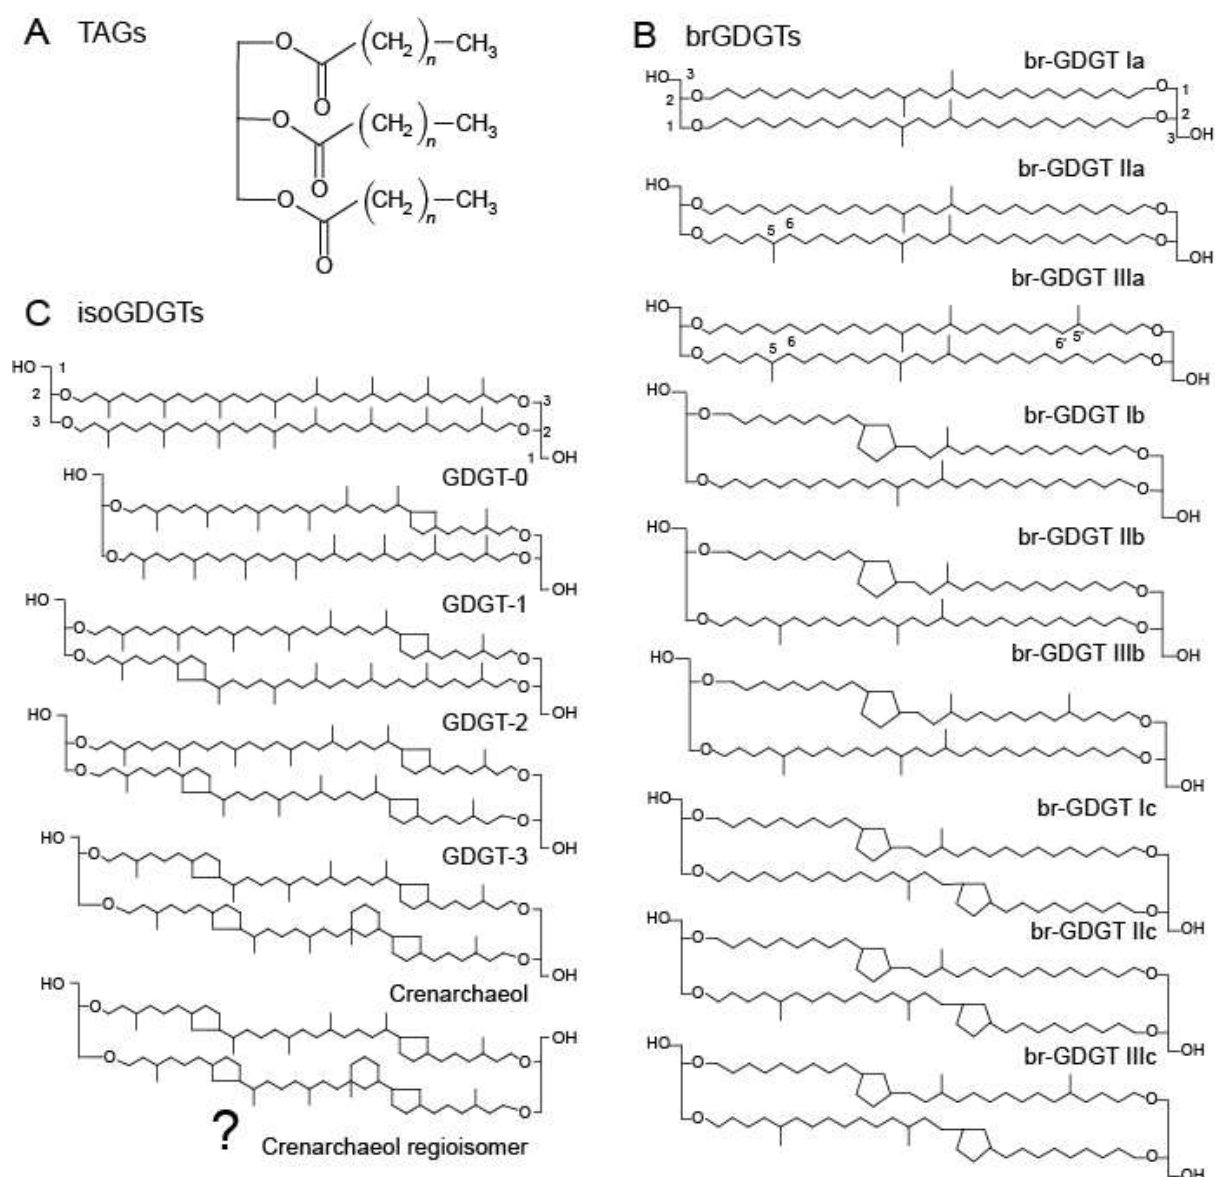 A TAGs
O (CH2)n CH3
O
O (CH2)n CH3
O
O (CH2)n CH3
O
B brGDGTs
br-GDGT Ia
HO 3
2 O O 1
1 O O 2
3 OH
br-GDGT IIa
HO
O O
5 6
O O
OH
br-GDGT IIIa
HO
O O
5 6 6' 5'
O O
OH
HO
br-GDGT Ib
O O
O O
OH
HO
br-GDGT IIb
O O
O O
OH
br-GDGT IIIb
HO
O O
O O
OH
HO
br-GDGT Ic
O O
O O
OH
HO
br-GDGT IIc
O O
O O
OH
HO
br-GDGT IIIc
O O
O O
OH
C isoGDGTs
HO 1
2 O O 3
3 O O 2
1 OH
HO
GDGT-0
O O
O O
OH
HO
GDGT-1
O O
O O
OH
HO
GDGT-2
O O
O O
OH
HO
GDGT-3
O O
O O
OH
HO
Crenarchaeol
O OH
O O
O
?
Crenarchaeol regioisomer